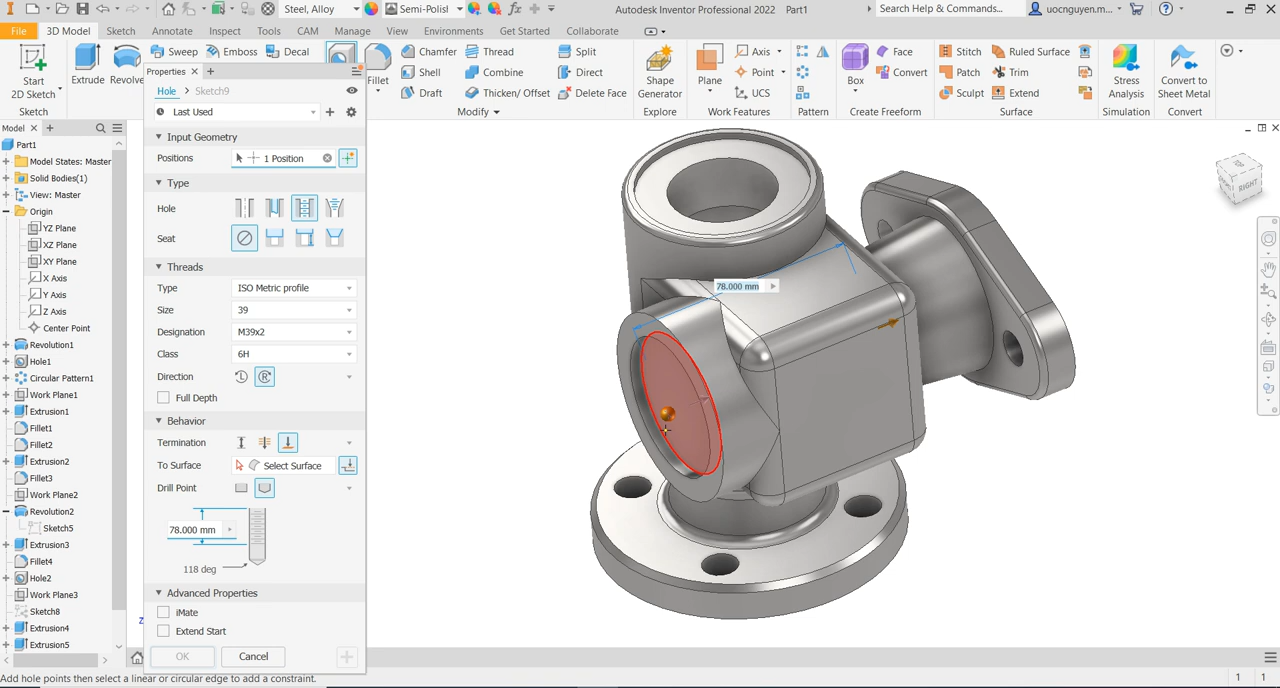 Steel, Alloy
Semi-Polisl
Autodesk Inventor Professional 2022 Part1
Search Help & Commands...
uocnguyen.m...
File 3D Model Sketch Annotate Inspect Tools CAM Manage View Environments Get Started Collaborate
Start
2D Sketch
Sketch
Extrude
Revolve
Sweep
Emboss
Decal
Fillet
Chamfer
Shell
Draft
Thread
Combine
Thicken/ Offset
Split
Direct
Delete Face
Modify
Shape
Generator
Explore
Plane
Axis
Point
UCS
Work Features
Pattern
Box
Face
Convert
Create Freeform
Stitch
Patch
Sculpt
Ruled Surface
Trim
Extend
Surface
Stress
Analysis
Simulation
Convert to
Sheet Metal
Convert
Model
Part1
Model States: Master
Solid Bodies(1)
View: Master
Origin
YZ Plane
XZ Plane
XY Plane
X Axis
Y Axis
Z Axis
Center Point
Revolution1
Hole1
Circular Pattern1
Work Plane1
Extrusion1
Fillet1
Fillet2
Extrusion2
Fillet3
Work Plane2
Revolution2
Sketch5
Extrusion3
Fillet4
Hole2
Work Plane3
Sketch8
Extrusion4
Extrusion5
Properties
Hole > Sketch9
Last Used
Input Geometry
Positions 1 Position
Type
Hole
Seat
Threads
Type ISO Metric profile
Size 39
Designation M39x2
Class 6H
Direction
Full Depth
Behavior
Termination
To Surface Select Surface
Drill Point
78.000 mm
118 deg
Advanced Properties
iMate
Extend Start
OK Cancel
78.000 mm
TOP
RIGHT
Z
Add hole points then select a linear or circular edge to add a constraint.
1 1